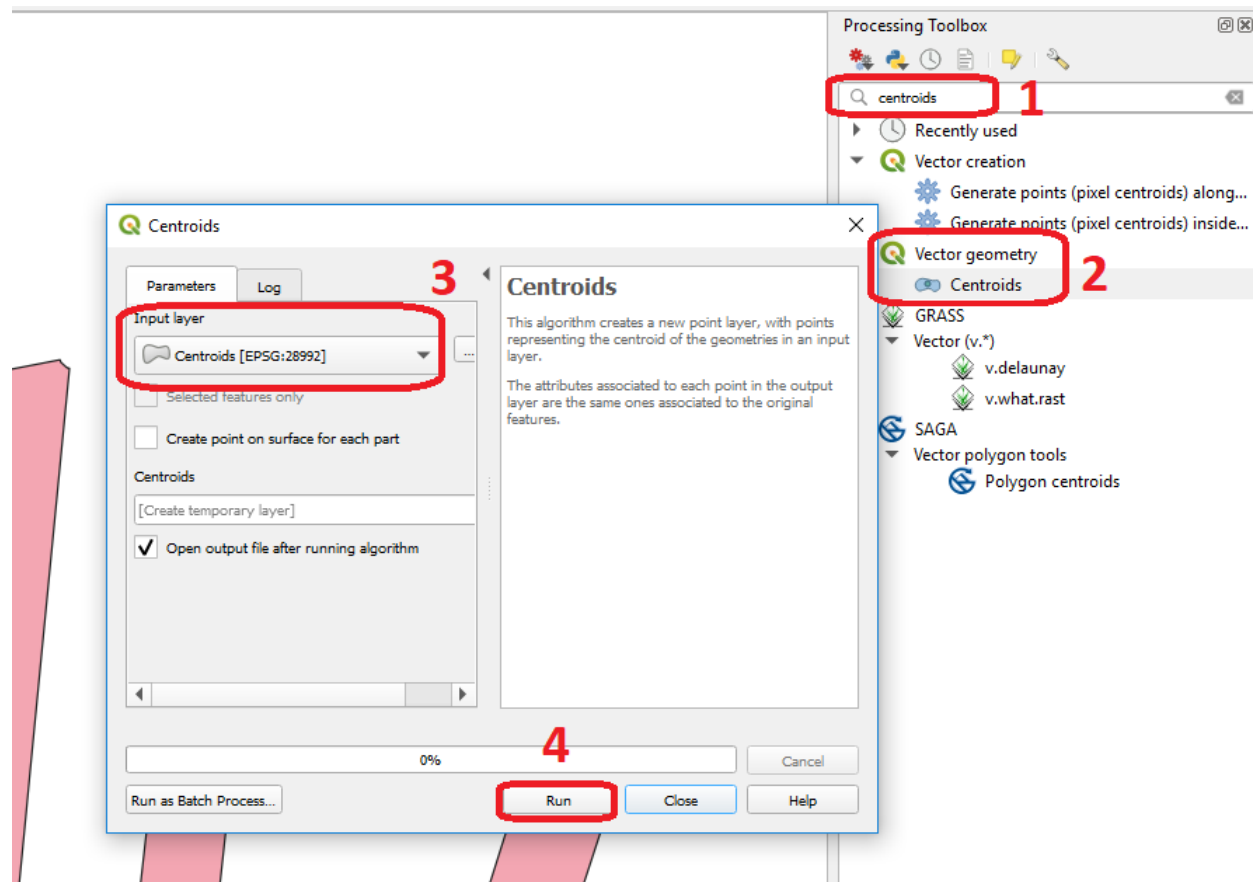 Processing Toolbox
centroids
1
Recently used
Vector creation
Generate points (pixel centroids) along...
Generate points (pixel centroids) inside...
Vector geometry
Centroids
2
GRASS
Vector (v.*)
v.delaunay
v.what.rast
SAGA
Vector polygon tools
Polygon centroids
Centroids
Parameters
Log
3
Input layer
Centroids [EPSG:28992]
...
Selected features only
Create point on surface for each part
Centroids
[Create temporary layer]
Open output file after running algorithm
Centroids
This algorithm creates a new point layer, with points
representing the centroid of the geometries in an input
layer.
The attributes associated to each point in the output
layer are the same ones associated to the original
features.
0%
4
Cancel
Run as Batch Process...
Run
Close
Help